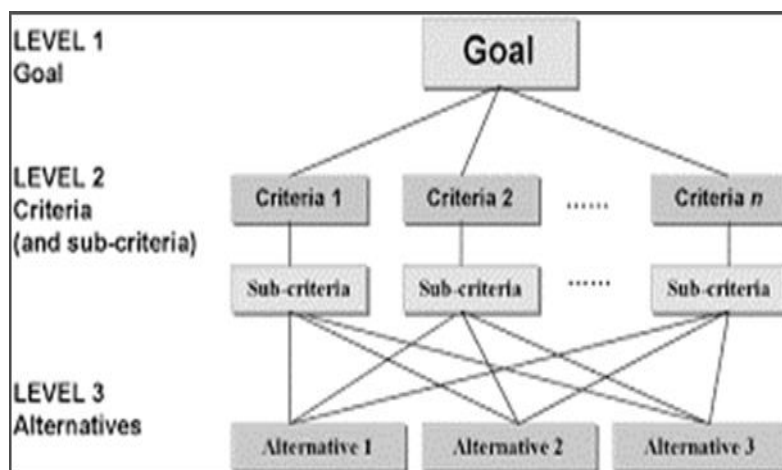 LEVEL 1
Goal
Goal
LEVEL 2
Criteria
(and sub-criteria)
Criteria 1
Criteria 2
......
Criteria n
Sub-criteria
Sub-criteria
......
Sub-criteria
LEVEL 3
Alternatives
Alternative 1
Alternative 2
Alternative 3